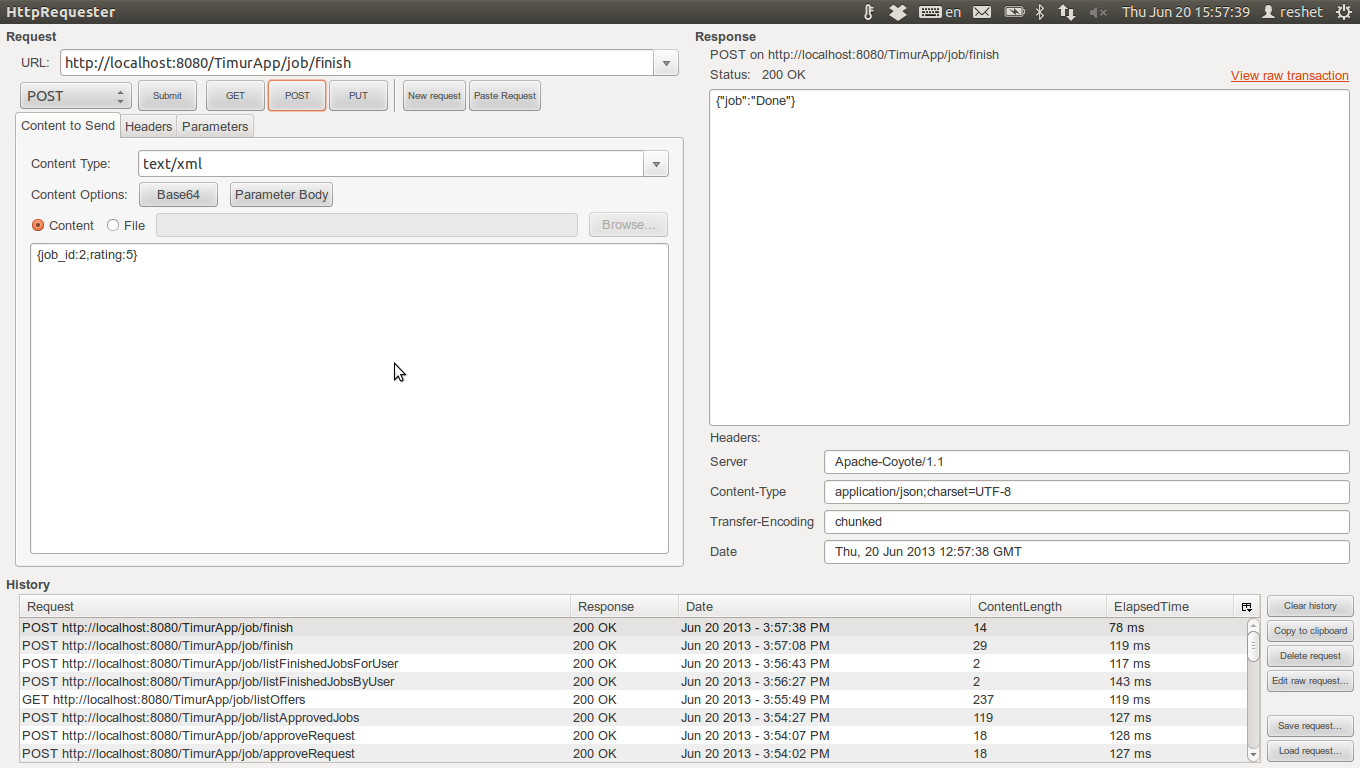 HttpRequester
en
Thu Jun 20 15:57:39
reshet
Request
URL:
http://localhost:8080/TimurApp/job/finish
POST
Submit
GET
POST
PUT
New request
Paste Request
Content to Send
Headers
Parameters
Content Type:
text/xml
Content Options:
Base64
Parameter Body
Content
File
Browse...
{job_id:2,rating:5}
Response
POST on http://localhost:8080/TimurApp/job/finish
Status: 200 OK
View raw transaction
{"job":"Done"}
Headers:
Server Apache-Coyote/1.1
Content-Type application/json;charset=UTF-8
Transfer-Encoding chunked
Date Thu, 20 Jun 2013 12:57:38 GMT
History
Request Response Date ContentLength ElapsedTime
POST http://localhost:8080/TimurApp/job/finish 200 OK Jun 20 2013 - 3:57:38 PM 14 78 ms
POST http://localhost:8080/TimurApp/job/finish 200 OK Jun 20 2013 - 3:57:08 PM 29 119 ms
POST http://localhost:8080/TimurApp/job/listFinishedJobsForUser 200 OK Jun 20 2013 - 3:56:43 PM 2 117 ms
POST http://localhost:8080/TimurApp/job/listFinishedJobsByUser 200 OK Jun 20 2013 - 3:56:27 PM 2 143 ms
GET http://localhost:8080/TimurApp/job/listOffers 200 OK Jun 20 2013 - 3:55:49 PM 237 119 ms
POST http://localhost:8080/TimurApp/job/listApprovedJobs 200 OK Jun 20 2013 - 3:54:27 PM 119 127 ms
POST http://localhost:8080/TimurApp/job/approveRequest 200 OK Jun 20 2013 - 3:54:07 PM 18 128 ms
POST http://localhost:8080/TimurApp/job/approveRequest 200 OK Jun 20 2013 - 3:54:02 PM 18 127 ms
Clear history
Copy to clipboard
Delete request
Edit raw request...
Save request...
Load request...